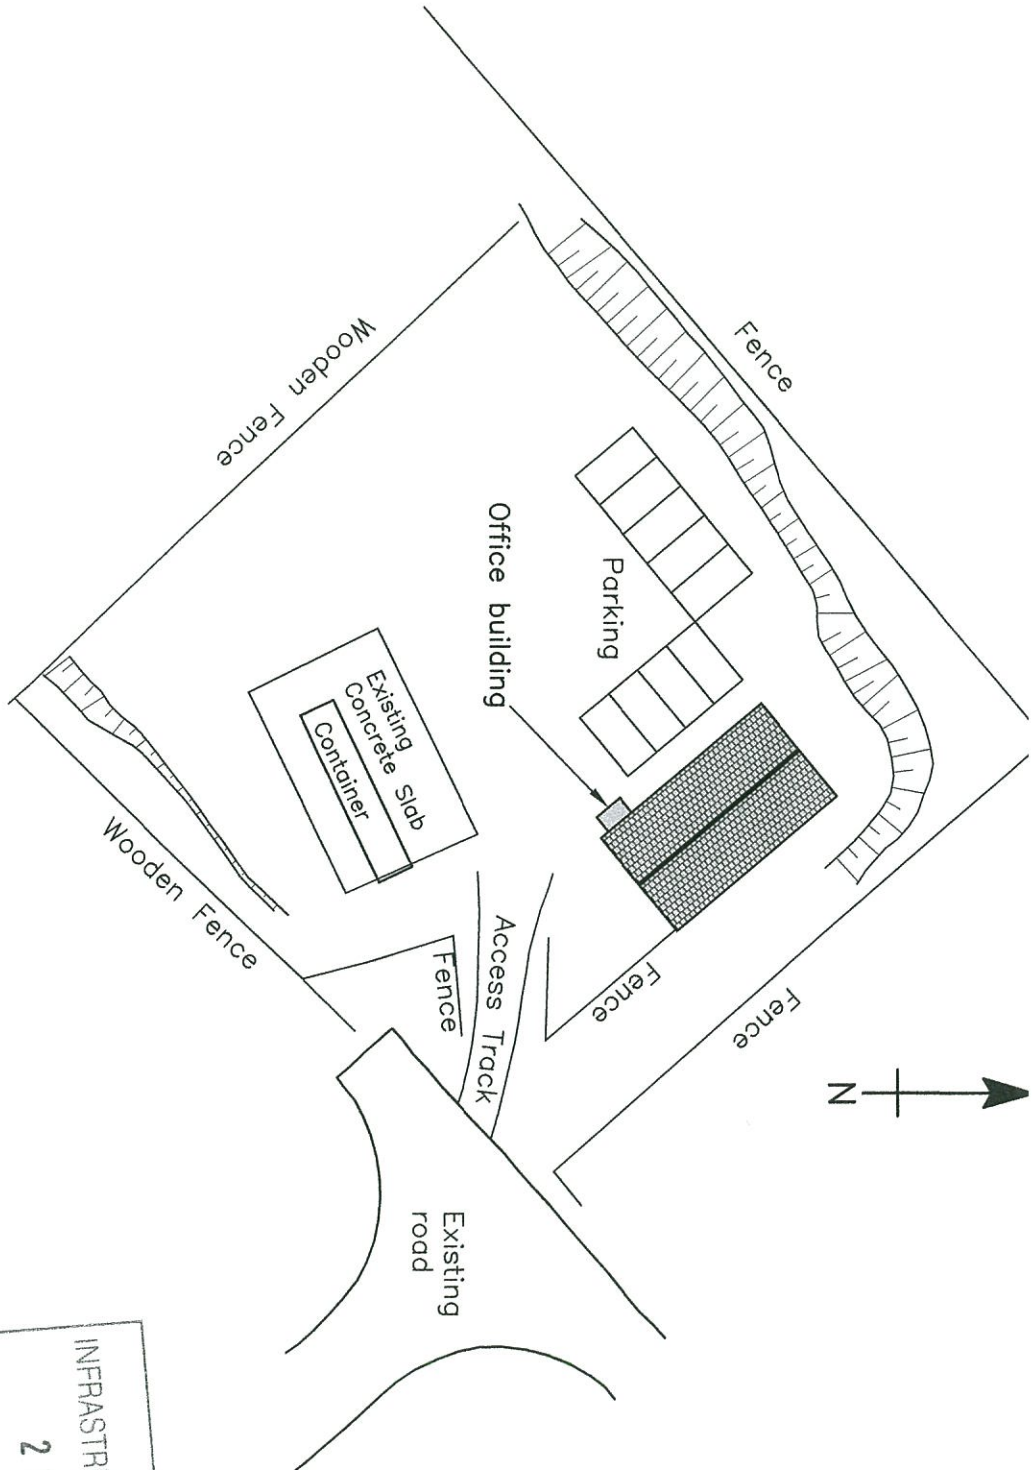 Fence
Wooden Fence
Parking
Office building
Existing
Concrete Slab
Container
Wooden Fence
Fence
Access Track
Fence
Fence
N
Existing
road
INFRASTR
2